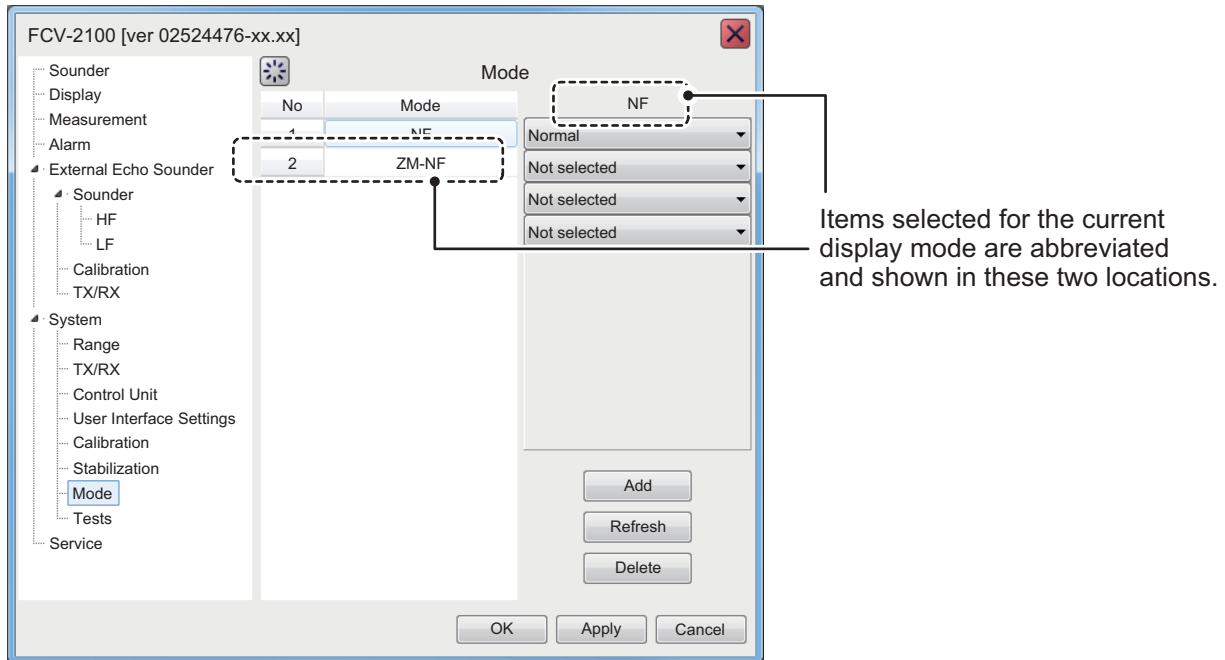 FCV-2100 [ver 02524476-xx.xx]
Sounder
Display
Measurement
Alarm
External Echo Sounder
Sounder
HF
LF
Calibration
TX/RX
System
Range
TX/RX
Control Unit
User Interface Settings
Calibration
Stabilization
Mode
Tests
Service
Mode
No Mode
1 NF
2 ZM-NF
NF
Normal
Not selected
Not selected
Not selected
Add
Refresh
Delete
OK Apply Cancel
Items selected for the current
display mode are abbreviated
and shown in these two locations.